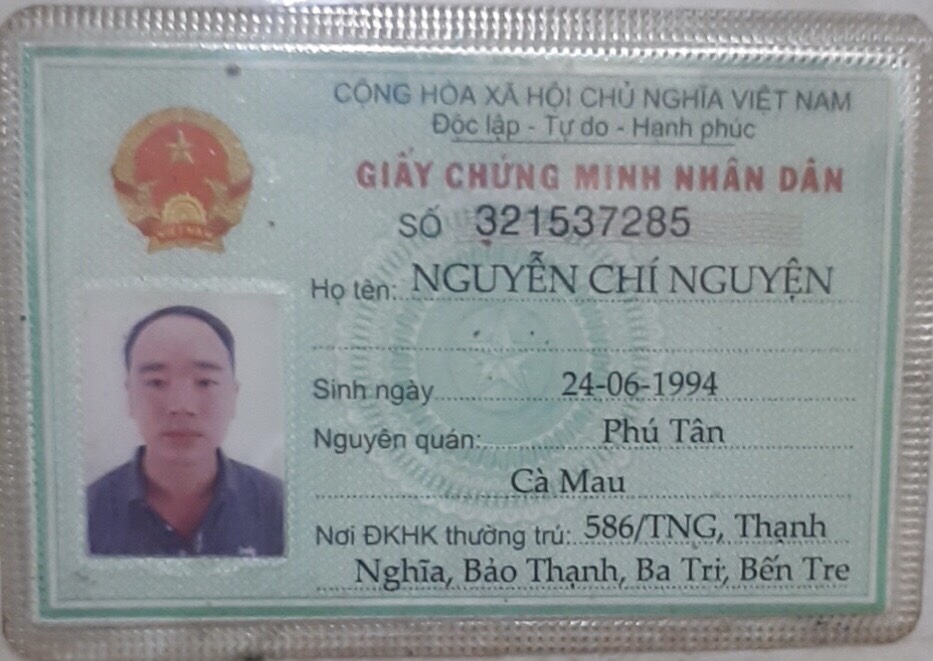 CỘNG HÒA XÃ HỘI CHỦ NGHĨA VIỆT NAM
Độc lập - Tự do - Hạnh phúc
GIẤY CHỨNG MINH NHÂN DÂN
SỐ 321537285
Họ tên: NGUYỄN CHÍ NGUYỆN
Sinh ngày 24-06-1994
Nguyên quán: Phú Tân
Cà Mau
Nơi ĐKHK thường trú: 586/TNG, Thạnh
Nghĩa, Bảo Thạnh, Ba Tri, Bến Tre
VIỆT NAM